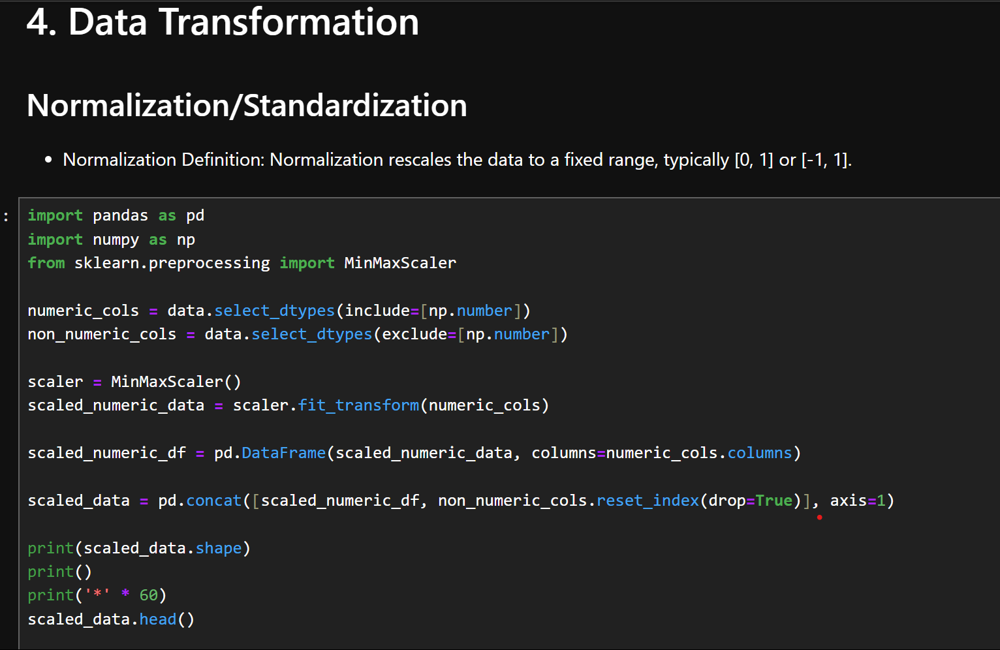 4. Data Transformation
Normalization/Standardization
• Normalization Definition: Normalization rescales the data to a fixed range, typically [0, 1] or [-1, 1].
:
import pandas as pd
import numpy as np
from sklearn.preprocessing import MinMaxScaler
numeric_cols = data.select_dtypes(include=[np.number])
non_numeric_cols = data.select_dtypes(exclude=[np.number])
scaler = MinMaxScaler()
scaled_numeric_data = scaler.fit_transform(numeric_cols)
scaled_numeric_df = pd.DataFrame(scaled_numeric_data, columns=numeric_cols.columns)
scaled_data = pd.concat([scaled_numeric_df, non_numeric_cols.reset_index(drop=True)], axis=1)
print(scaled_data.shape)
print()
print('*' * 60)
scaled_data.head()